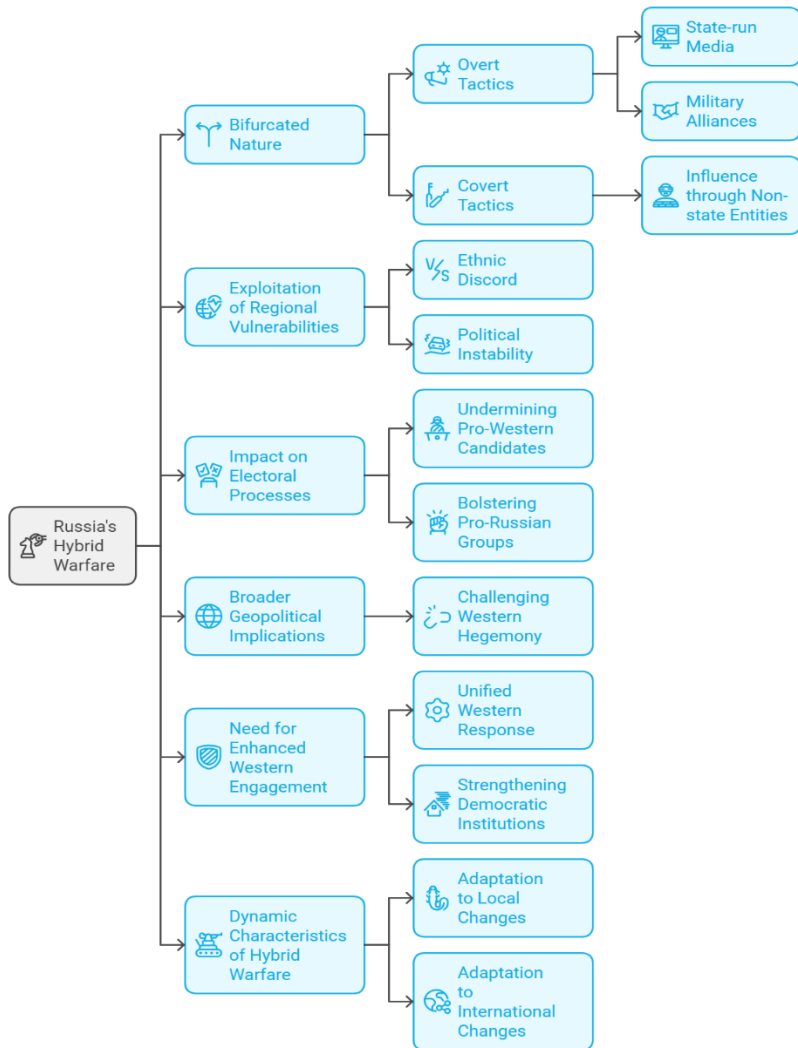 State-run
Media
Overt
Tactics
Military
Alliances
Bifurcated
Nature
Covert
Tactics
Influence
through Non-
state Entities
Ethnic
Discord
Exploitation
of Regional
Vulnerabilities
Political
Instability
Undermining
Pro-Western
Candidates
Impact on
Electoral
Processes
Bolstering
Pro-Russian
Groups
Russia's
Hybrid
Warfare
Broader
Geopolitical
Implications
Challenging
Western
Hegemony
Unified
Western
Response
Need for
Enhanced
Western
Engagement
Strengthening
Democratic
Institutions
Adaptation
to Local
Changes
Dynamic
Characteristics
of Hybrid
Warfare
Adaptation
to
International
Changes